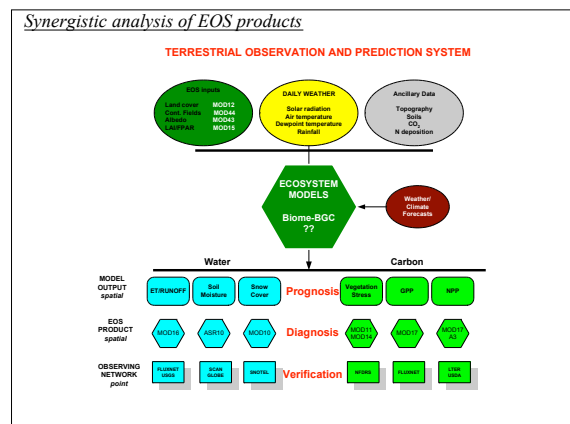 Synergistic analysis of EOS products
TERRESTRIAL OBSERVATION AND PREDICTION SYSTEM
EOS inputs
Land cover MOD12
Cont. Fields MOD44
Albedo MOD43
LAI/FPAR MOD15
DAILY WEATHER
Solar radiation
Air temperature
Dewpoint temperature
Rainfall
Ancillary Data
Topography
Soils
CO₂
N deposition
ECOSYSTEM
MODELS
Biome-BGC
??
Weather/
Climate
Forecasts
Water
Carbon
MODEL
OUTPUT
spatial
ET/RUNOFF
Soil
Moisture
Snow
Cover
Prognosis
Vegetation
Stress
GPP
NPP
EOS
PRODUCT
spatial
MOD16
ASR10
MOD10
Diagnosis
MOD11
MOD14
MOD17
MOD17
A3
OBSERVING
NETWORK
point
FLUXNET
USGS
SCAN
GLOBE
SNOTEL
Verification
NFDRS
FLUXNET
LTER
USDA